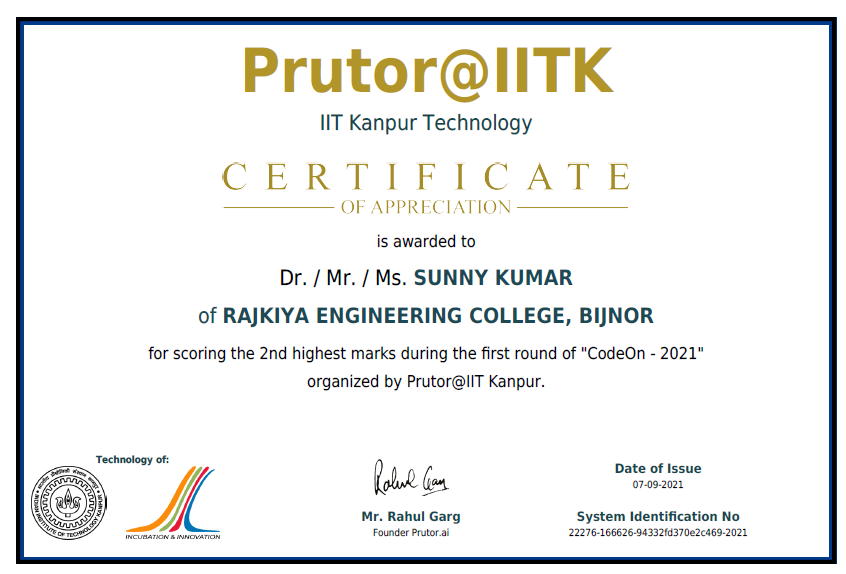 Prutor@IITK
IIT Kanpur Technology
CERTIFICATE
OF APPRECIATION
is awarded to
Dr. / Mr. / Ms. SUNNY KUMAR
of RAJKIYA ENGINEERING COLLEGE, BIJNOR
for scoring the 2nd highest marks during the first round of "CodeOn - 2021"
organized by Prutor@IIT Kanpur.
Technology of:
INDIAN INSTITUTE OF TECHNOLOGY
INCUBATION & INNOVATION
Rahul Garg
Mr. Rahul Garg
Founder Prutor.ai
Date of Issue
07-09-2021
System Identification No
22276-166626-94332fd370e2c469-2021